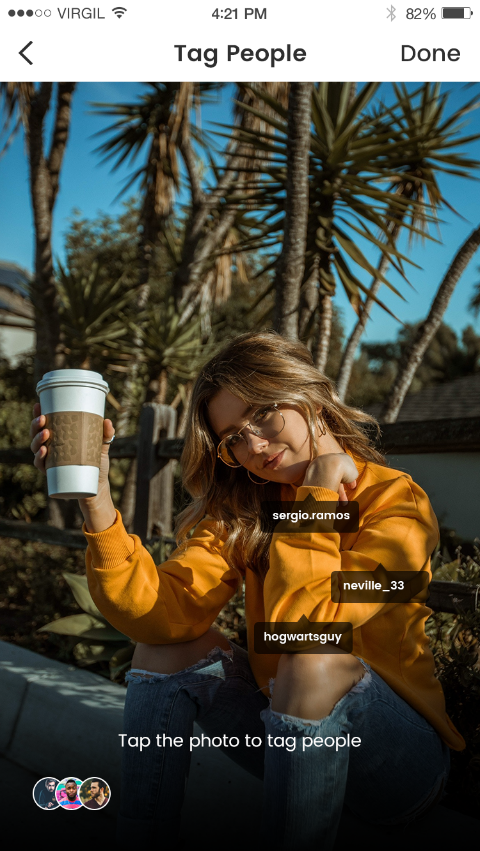 VIRGIL 4:21 PM 82%
Tag People Done
sergio.ramos
neville_33
hogwartsguy
Tap the photo to tag people